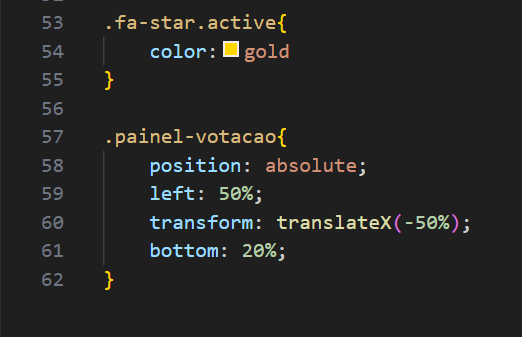 53 .fa-star.active{
54 color: gold
55 }
56
57 .painel-votacao{
58 position: absolute;
59 left: 50%;
60 transform: translateX(-50%);
61 bottom: 20%;
62 }